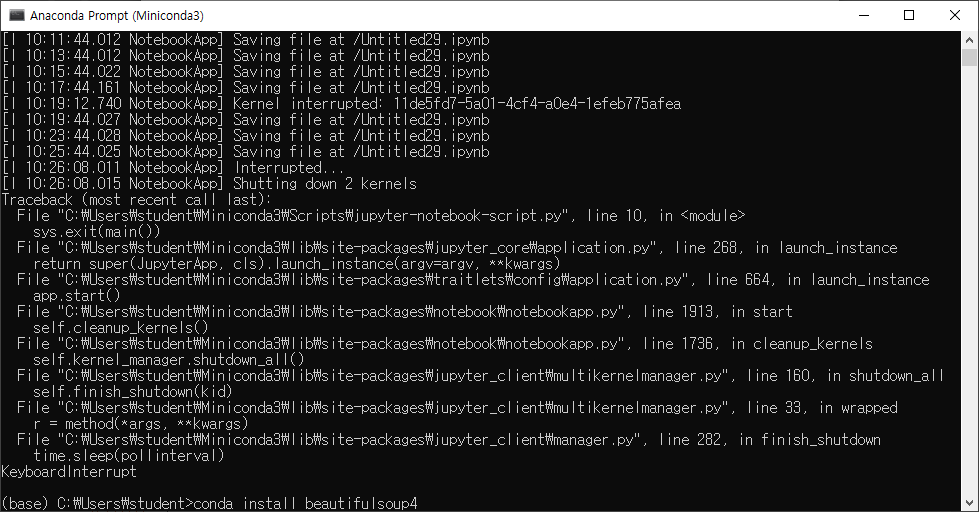 Anaconda Prompt (Miniconda3)
[I 10:11:44.012 NotebookApp] Saving file at /Untitled29.ipynb
[I 10:13:44.012 NotebookApp] Saving file at /Untitled29.ipynb
[I 10:15:44.022 NotebookApp] Saving file at /Untitled29.ipynb
[I 10:17:44.161 NotebookApp] Saving file at /Untitled29.ipynb
[I 10:19:12.740 NotebookApp] Kernel interrupted: 11de5fd7-5a01-4cf4-a0e4-1efeb775afea
[I 10:19:44.027 NotebookApp] Saving file at /Untitled29.ipynb
[I 10:23:44.028 NotebookApp] Saving file at /Untitled29.ipynb
[I 10:25:44.025 NotebookApp] Saving file at /Untitled29.ipynb
[I 10:26:08.011 NotebookApp] Interrupted...
[I 10:26:08.015 NotebookApp] Shutting down 2 kernels
Traceback (most recent call last):
  File "C:₩Users₩student₩Miniconda3₩Scripts₩jupyter-notebook-script.py", line 10, in <module>
    sys.exit(main())
  File "C:₩Users₩student₩Miniconda3₩lib₩site-packages₩jupyter_core₩application.py", line 268, in launch_instance
    return super(JupyterApp, cls).launch_instance(argv=argv, **kwargs)
  File "C:₩Users₩student₩Miniconda3₩lib₩site-packages₩traitlets₩config₩application.py", line 664, in launch_instance
    app.start()
  File "C:₩Users₩student₩Miniconda3₩lib₩site-packages₩notebook₩notebookapp.py", line 1913, in start
    self.cleanup_kernels()
  File "C:₩Users₩student₩Miniconda3₩lib₩site-packages₩notebook₩notebookapp.py", line 1736, in cleanup_kernels
    self.kernel_manager.shutdown_all()
  File "C:₩Users₩student₩Miniconda3₩lib₩site-packages₩jupyter_client₩multikernelmanager.py", line 160, in shutdown_all
    self.finish_shutdown(kid)
  File "C:₩Users₩student₩Miniconda3₩lib₩site-packages₩jupyter_client₩multikernelmanager.py", line 33, in wrapped
    r = method(*args, **kwargs)
  File "C:₩Users₩student₩Miniconda3₩lib₩site-packages₩jupyter_client₩manager.py", line 282, in finish_shutdown
    time.sleep(pollinterval)
KeyboardInterrupt
(base) C:₩Users₩student>conda install beautifulsoup4